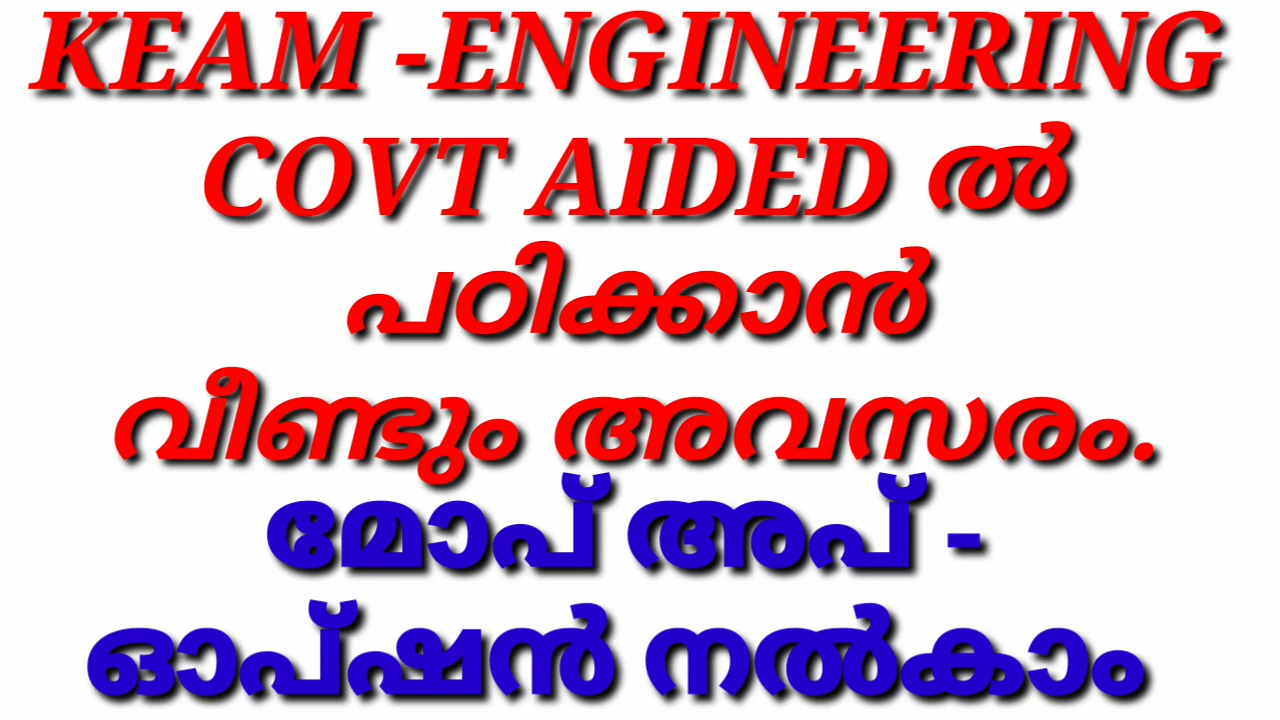 KEAM -ENGINEERING
COVT AIDED ൽ
പഠിക്കാൻ
വീണ്ടും അവസരം.
മോപ് അപ് -
ഓപ്ഷൻ നൽകാം